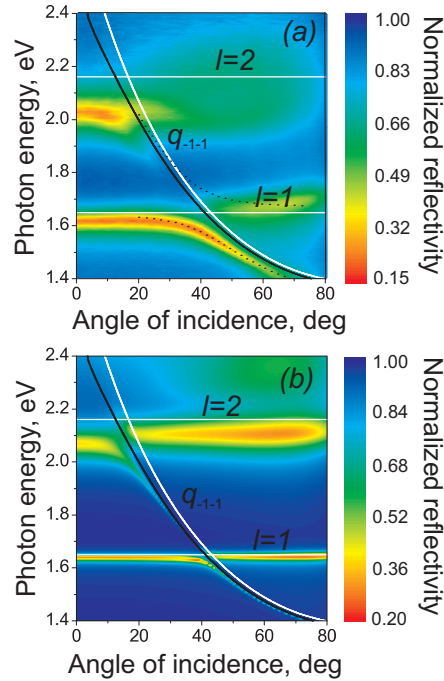 (a)
l=2
q-1-1
l=1
2.4
2.2
2.0
1.8
1.6
1.4
Photon energy, eV
0
20
40
60
80
Angle of incidence, deg
1.00
0.83
0.66
0.49
0.32
0.15
Normalized reflectivity
(b)
l=2
q-1-1
l=1
2.4
2.2
2.0
1.8
1.6
1.4
Photon energy, eV
0
20
40
60
80
Angle of incidence, deg
1.00
0.84
0.68
0.52
0.36
0.20
Normalized reflectivity